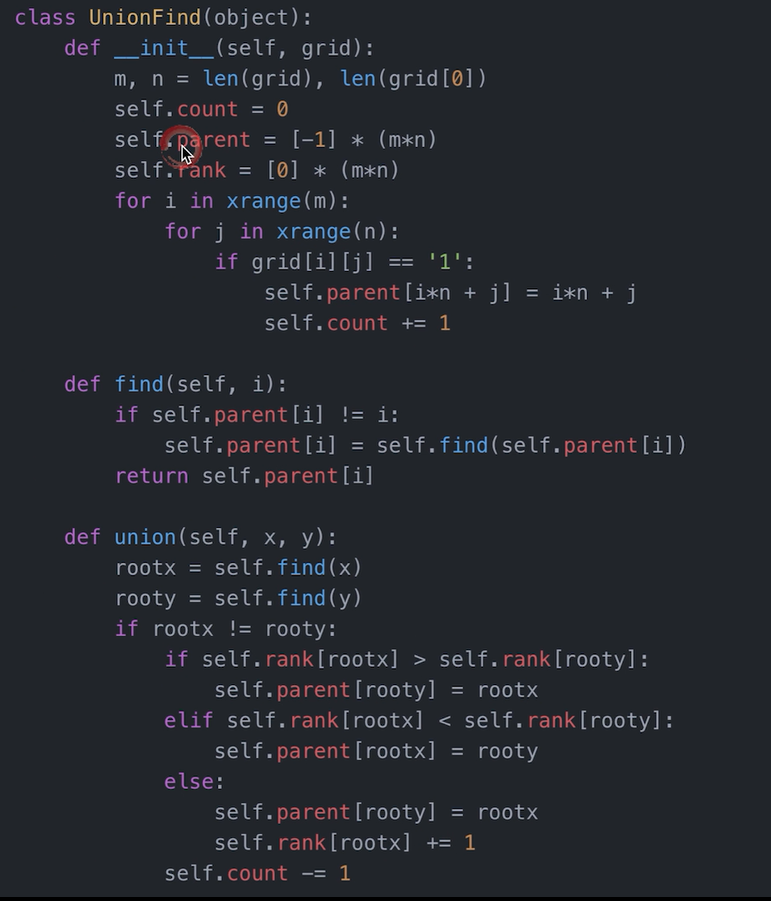 class UnionFind(object):
    def __init__(self, grid):
        m, n = len(grid), len(grid[0])
        self.count = 0
        self.parent = [-1] * (m*n)
        self.rank = [0] * (m*n)
        for i in xrange(m):
            for j in xrange(n):
                if grid[i][j] == '1':
                    self.parent[i*n + j] = i*n + j
                    self.count += 1

    def find(self, i):
        if self.parent[i] != i:
            self.parent[i] = self.find(self.parent[i])
        return self.parent[i]

    def union(self, x, y):
        rootx = self.find(x)
        rooty = self.find(y)
        if rootx != rooty:
            if self.rank[rootx] > self.rank[rooty]:
                self.parent[rooty] = rootx
            elif self.rank[rootx] < self.rank[rooty]:
                self.parent[rootx] = rooty
            else:
                self.parent[rooty] = rootx
                self.rank[rootx] += 1
            self.count -= 1